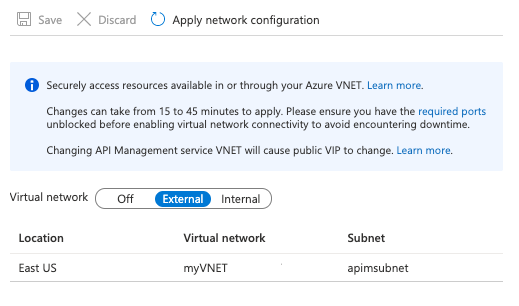 Save Discard Apply network configuration
Securely access resources available in or through your Azure VNET. Learn more.
Changes can take from 15 to 45 minutes to apply. Please ensure you have the required ports
unblocked before enabling virtual network connectivity to avoid encountering downtime.
Changing API Management service VNET will cause public VIP to change. Learn more.
Virtual network Off External Internal
Location Virtual network Subnet
East US myVNET apimsubnet